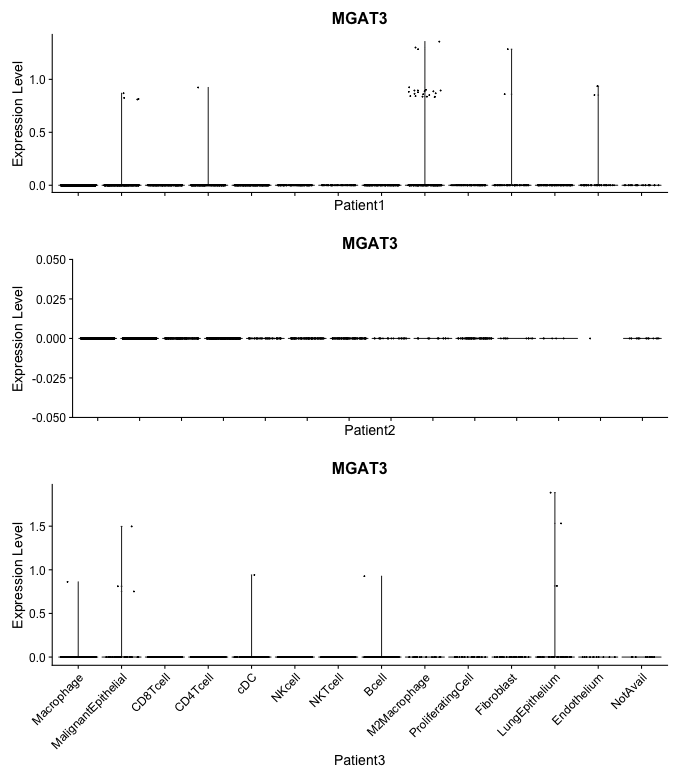 MGAT3
Expression Level
1.0
0.5
0.0
Patient1
MGAT3
Expression Level
0.050
0.025
0.000
-0.025
-0.050
Patient2
MGAT3
Expression Level
1.5
1.0
0.5
0.0
Macrophage
MalignantEpithelial
CD8Tcell
CD4Tcell
cDC
NKcell
NKTcell
Bcell
M2Macrophage
ProliferatingCell
Fibroblast
LungEpithelium
Endothelium
NotAvail
Patient3